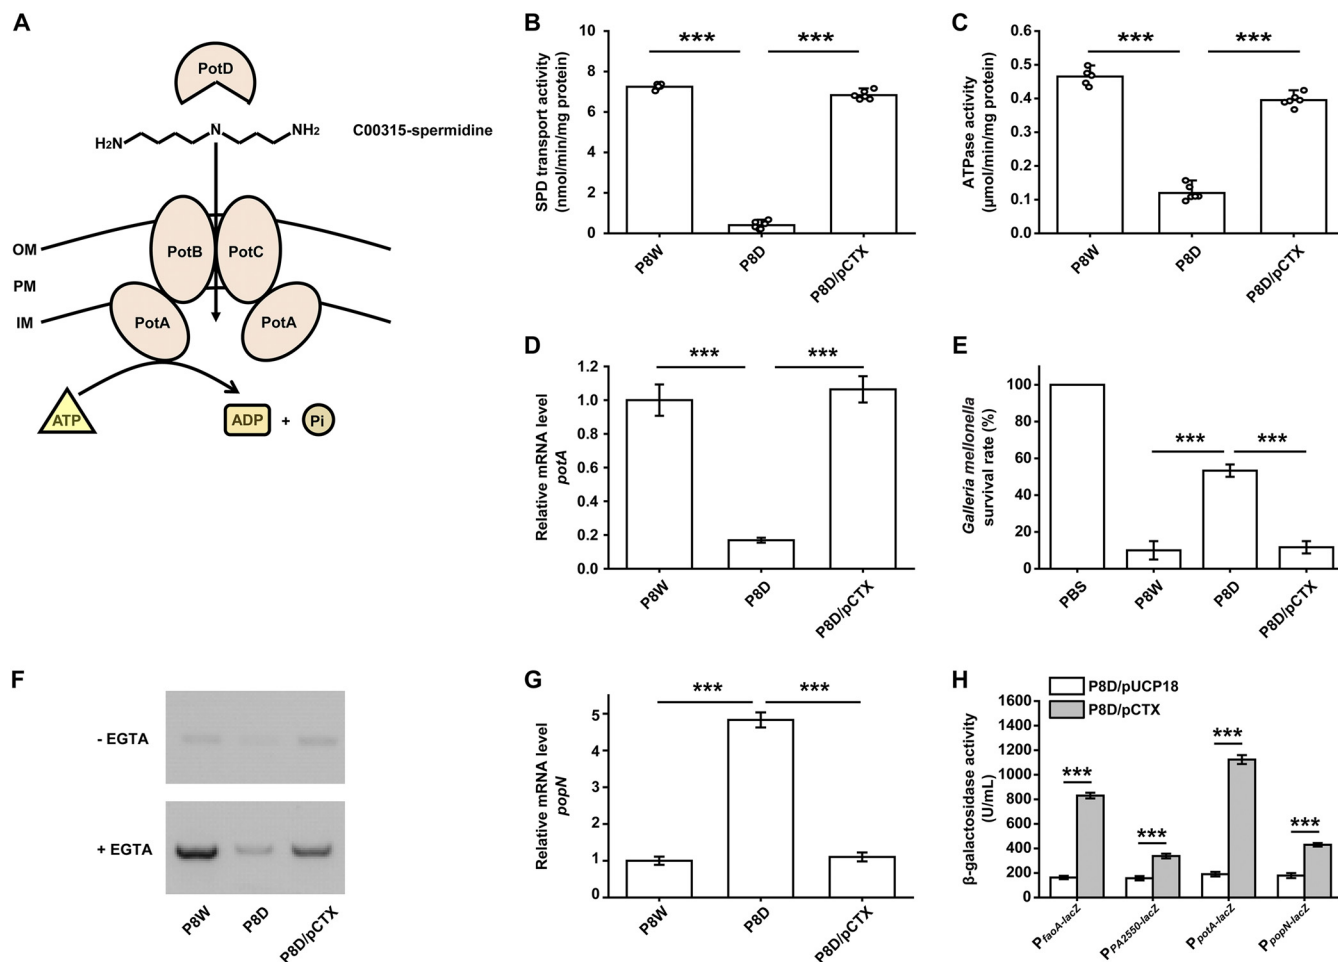 A
PotD
H2N
N
NH2
C00315-spermidine
OM
PotB
PotC
PM
IM
PotA
PotA
ATP
ADP
+
Pi
B
SPD transport activity
(nmol/min/mg protein)
10
8
6
4
2
0
***
***
P8W
P8D
P8D/pCTX
C
ATPase activity
(μmol/min/mg protein)
0.6
0.5
0.4
0.3
0.2
0.1
0.0
***
***
P8W
P8D
P8D/pCTX
D
Relative mRNA level
potA
1.2
1.0
0.8
0.6
0.4
0.2
0.0
***
***
P8W
P8D
P8D/pCTX
E
Galleria mellonella
survival rate (%)
100
80
60
40
20
0
***
***
PBS
P8W
P8D
P8D/pCTX
F
- EGTA
+ EGTA
P8W
P8D
P8D/pCTX
G
Relative mRNA level
popN
5
4
3
2
1
0
***
***
P8W
P8D
P8D/pCTX
H
P8D/pUCP18
P8D/pCTX
β-galactosidase activity
(U/mL)
1600
1400
1200
1000
800
600
400
200
0
***
***
***
***
PfaoA-lacZ
PPA2550-lacZ
PpotA-lacZ
PpopN-lacZ